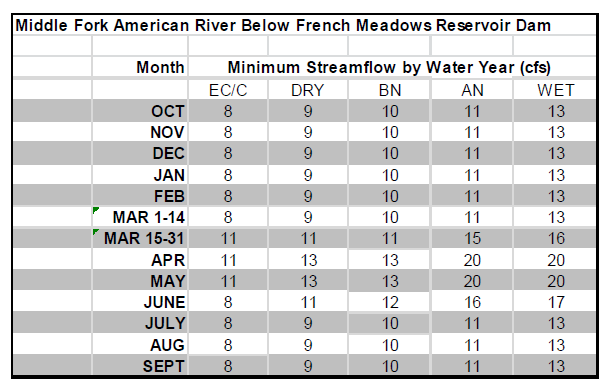 Middle Fork American River Below French Meadows Reservoir Dam
Month Minimum Streamflow by Water Year (cfs)
EC/C DRY BN AN WET
OCT 8 9 10 11 13
NOV 8 9 10 11 13
DEC 8 9 10 11 13
JAN 8 9 10 11 13
FEB 8 9 10 11 13
MAR 1-14 8 9 10 11 13
MAR 15-31 11 11 11 15 16
APR 11 13 13 20 20
MAY 11 13 13 20 20
JUNE 8 11 12 16 17
JULY 8 9 10 11 13
AUG 8 9 10 11 13
SEPT 8 9 10 11 13